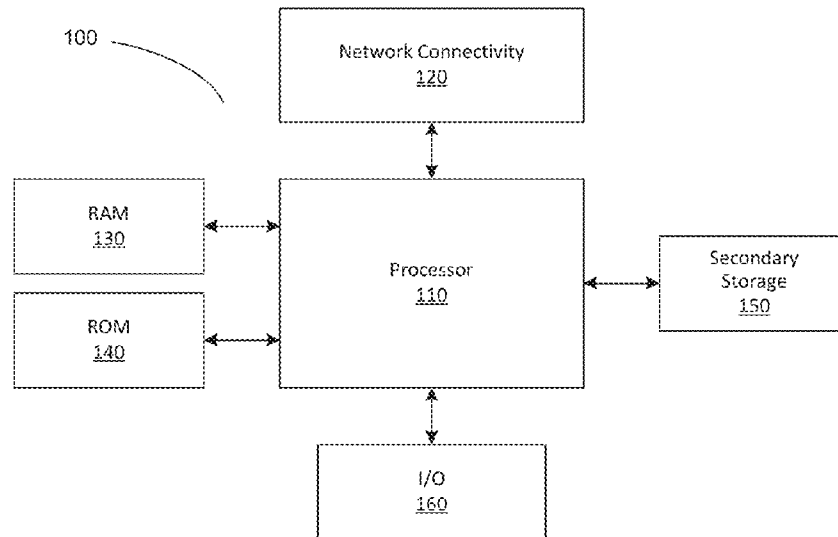 100
Network Connectivity
120
RAM
130
Processor
110
Secondary
Storage
150
ROM
140
I/O
160